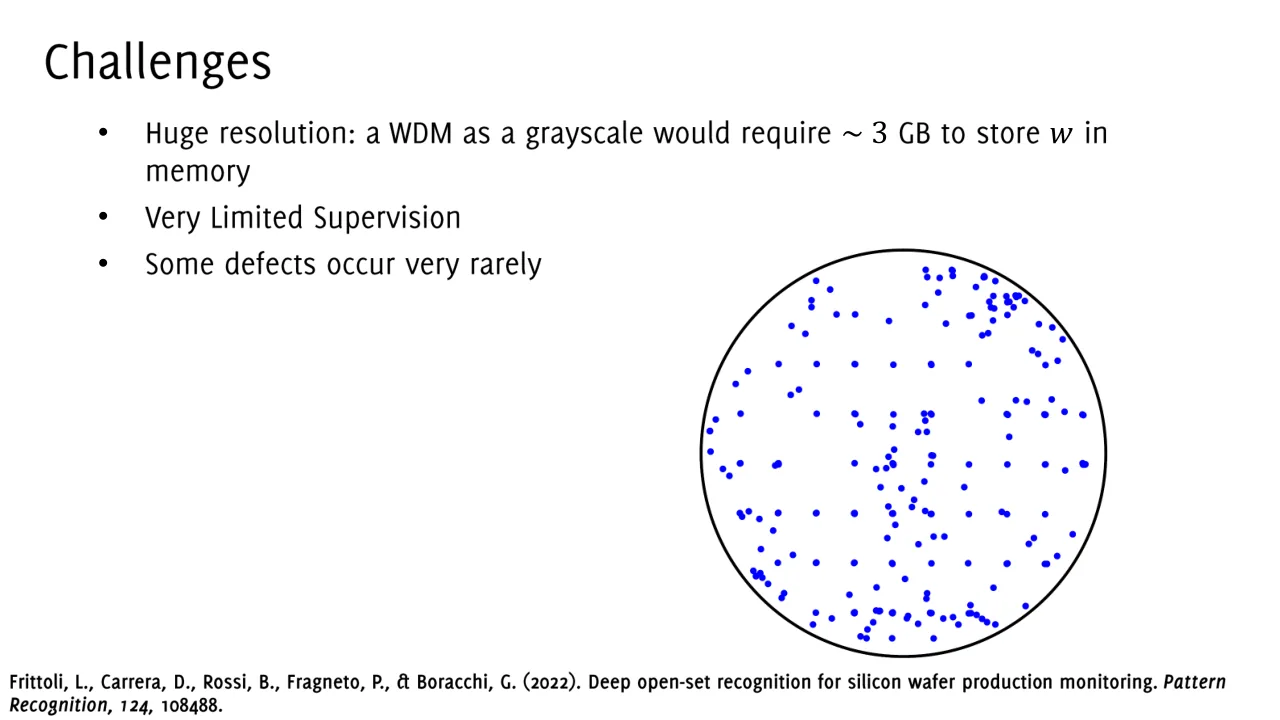 Challenges
• Huge resolution: a WDM as a grayscale would require ~ 3 GB to store w in
memory
• Very Limited Supervision
• Some defects occur very rarely
Frittoli, L., Carrera, D., Rossi, B., Fragneto, P., & Boracchi, G. (2022). Deep open-set recognition for silicon wafer production monitoring. Pattern
Recognition, 124, 108488.